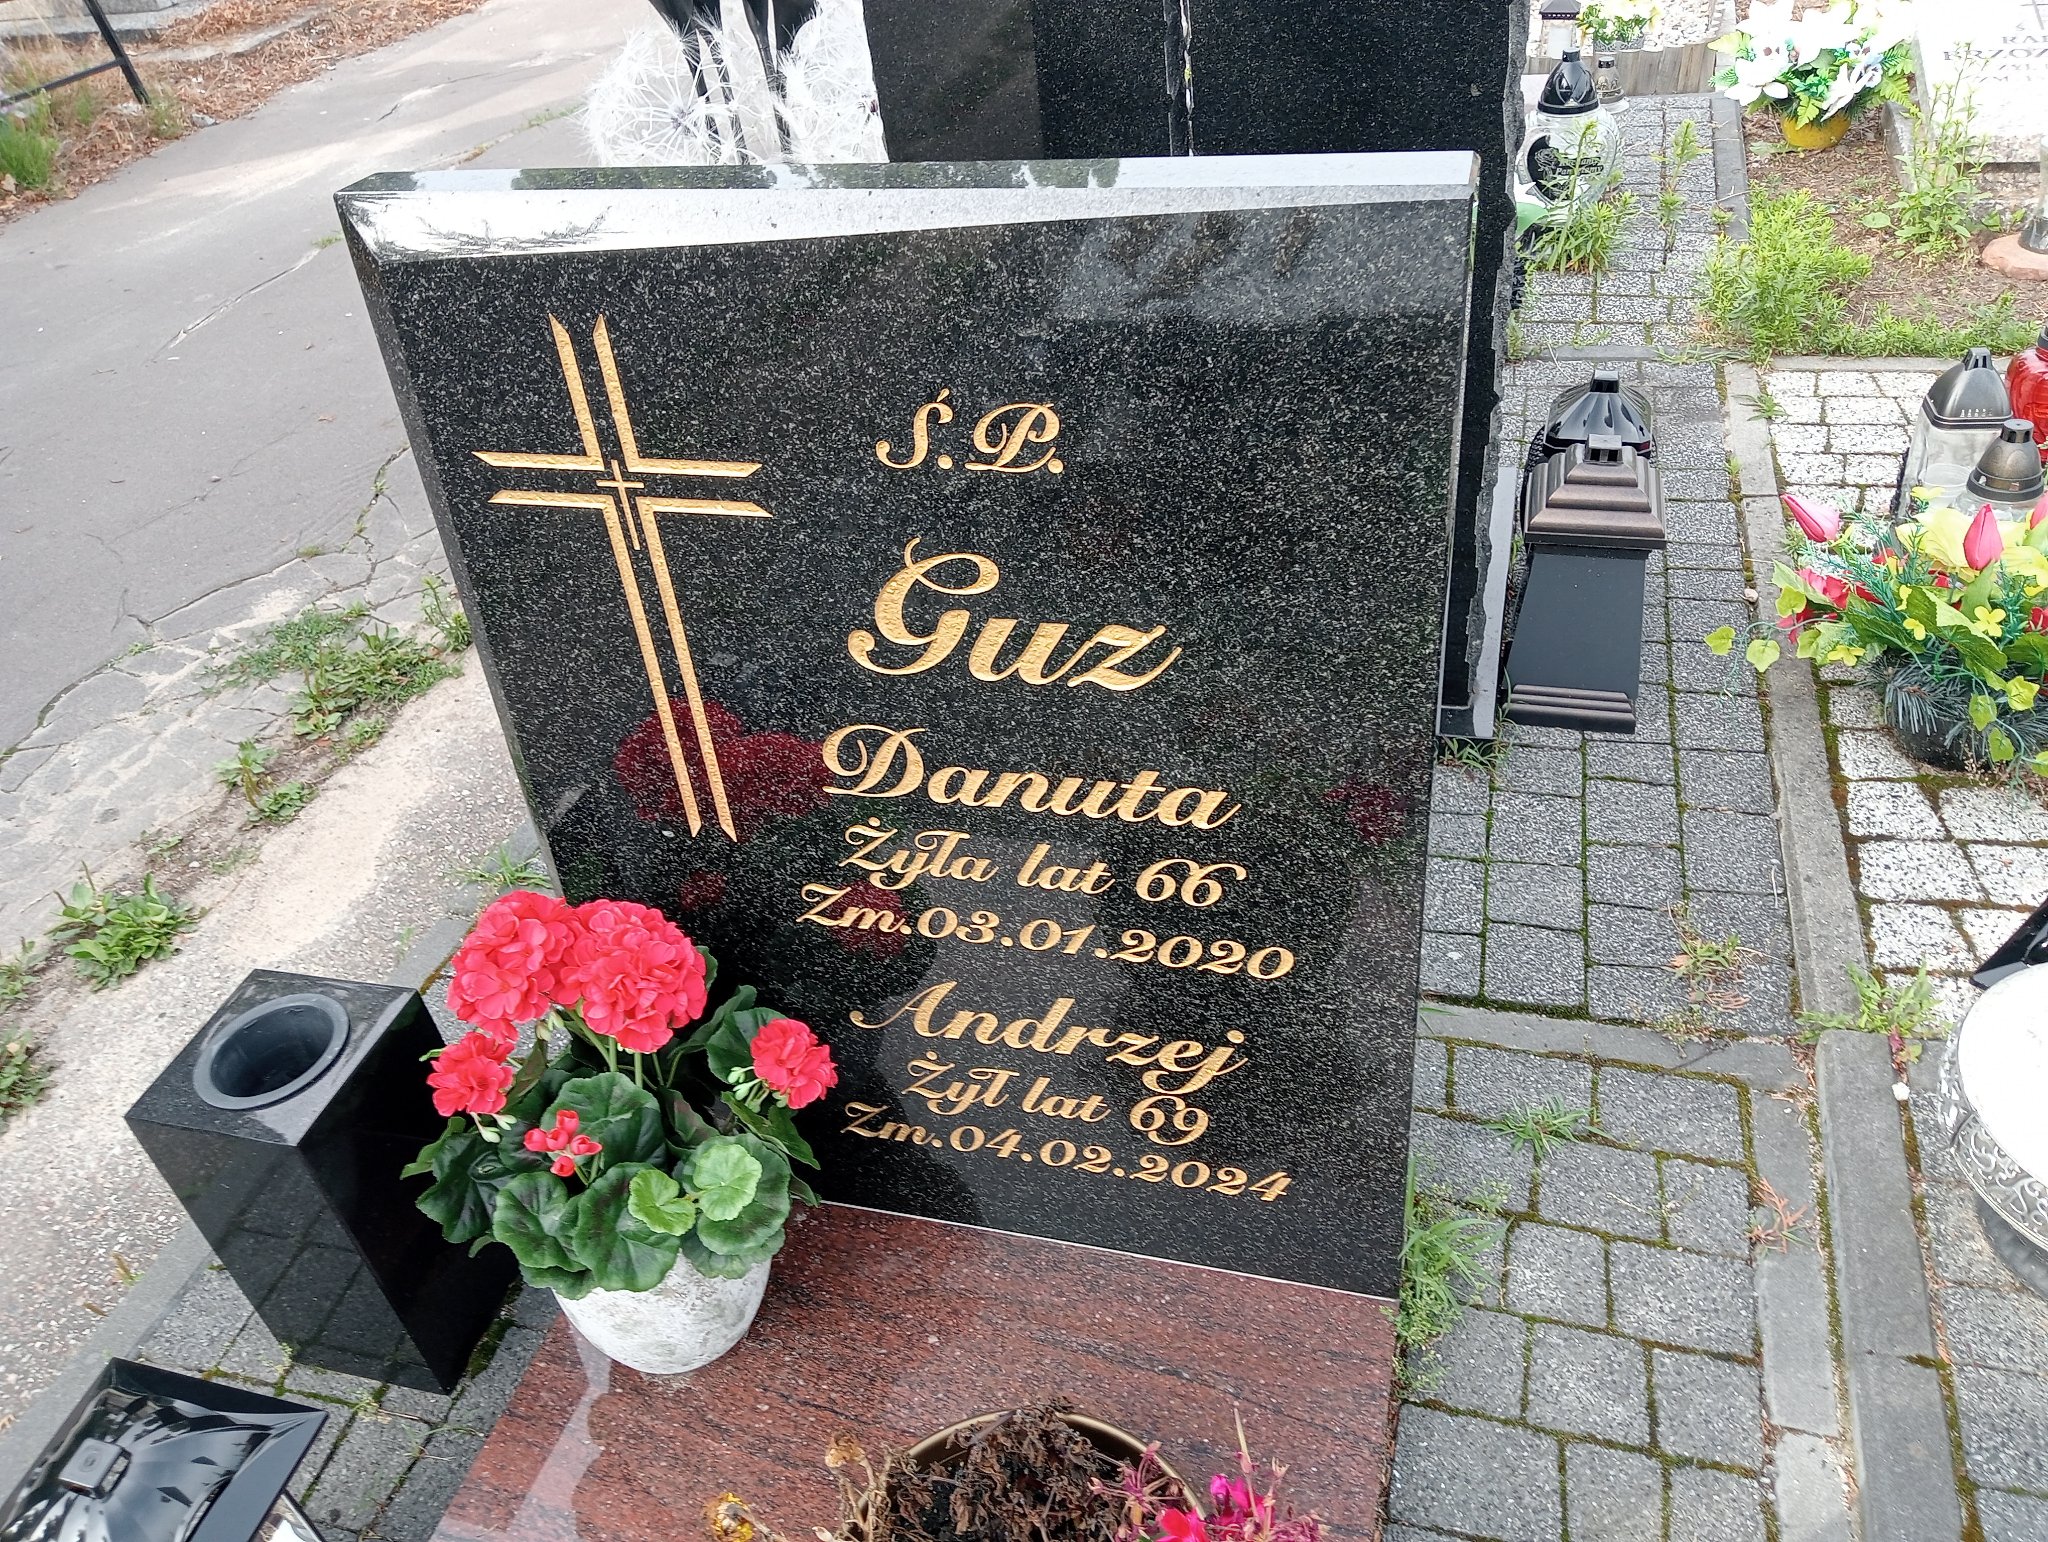 Ś.P.
Guz
Danuta
Żyła lat 66
Zm.03.01.2020
Andrzej
Żył lat 69
Zm.04.02.2024